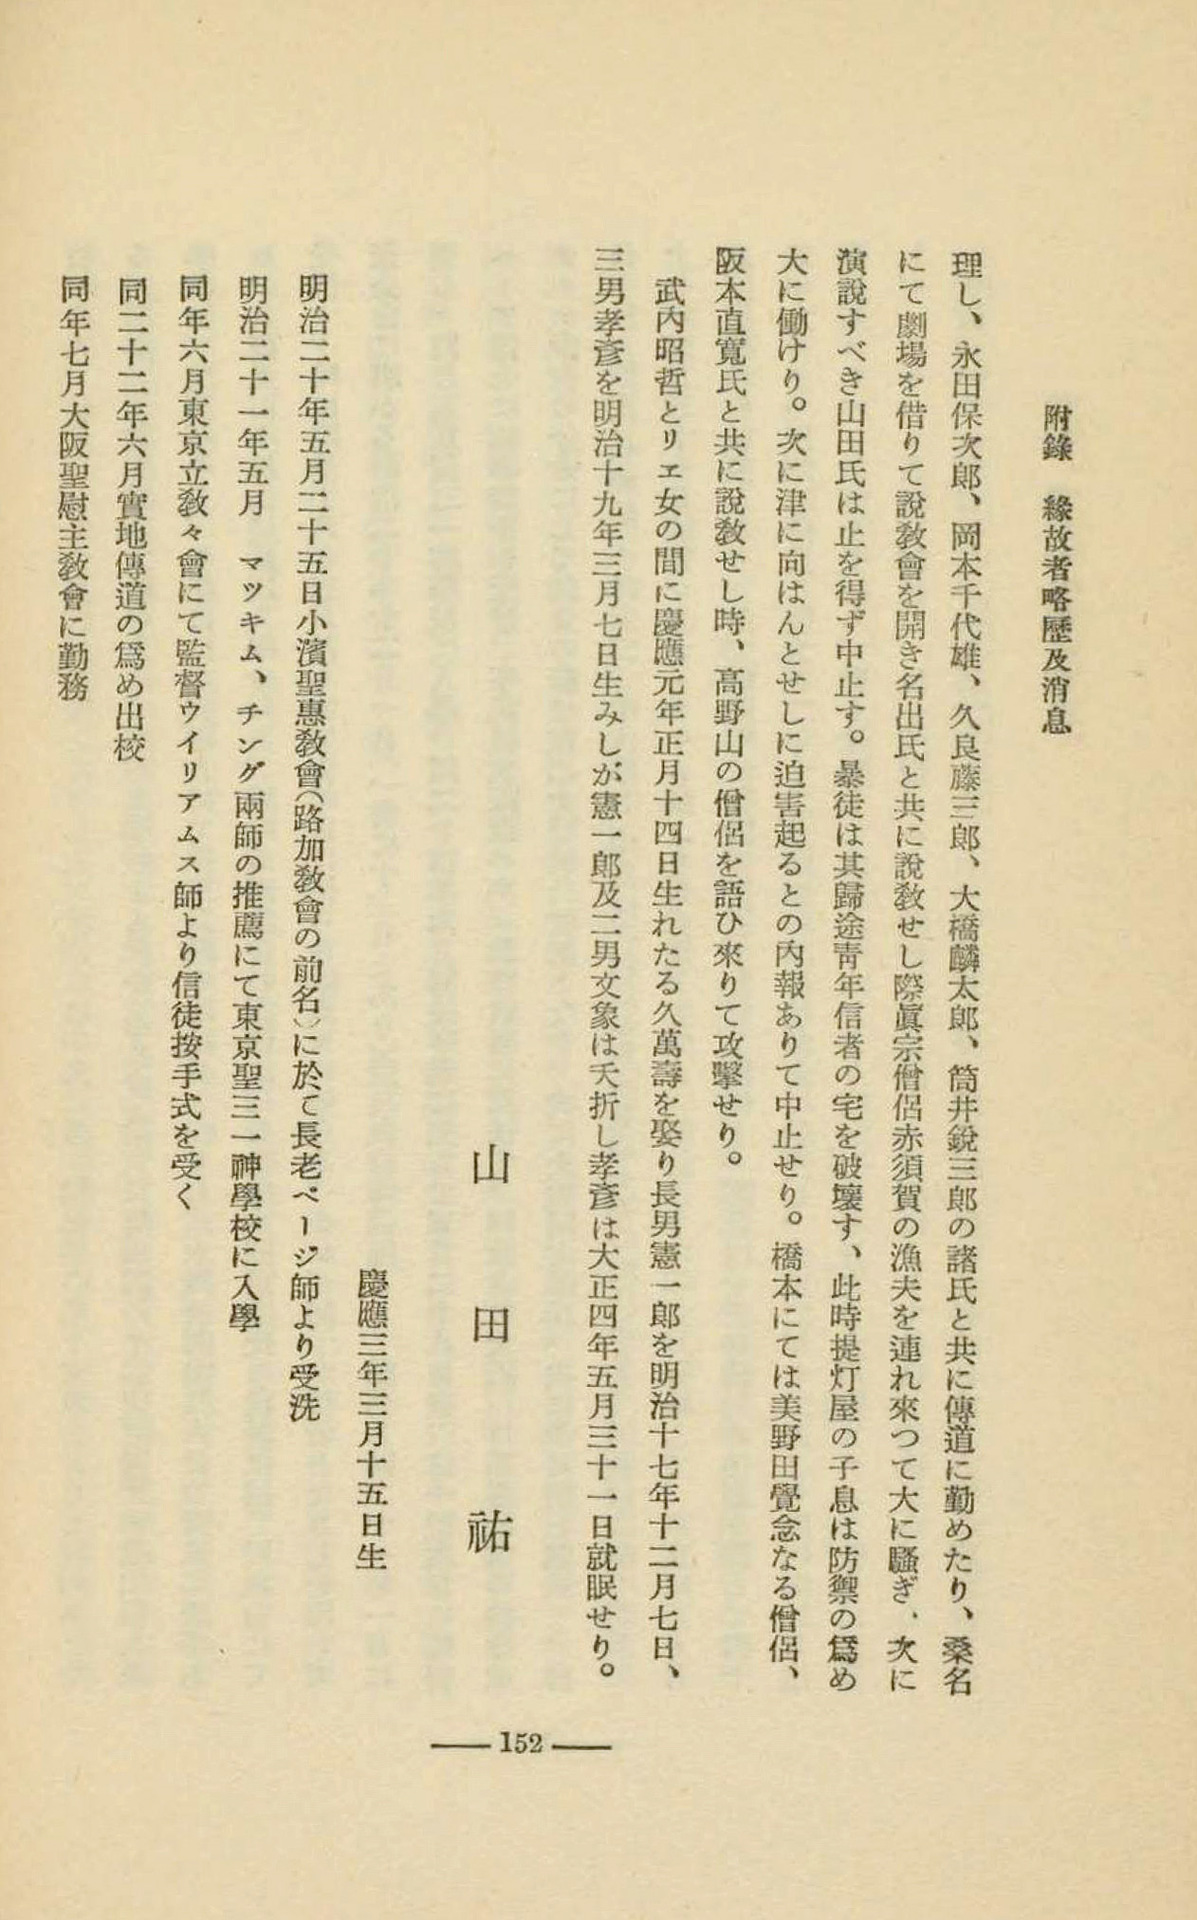 附錄　緣故者略歷及消息
理し、永田保次郎、岡本千代雄、久良藤三郎、大橋麟太郎、筒井銳三郎の諸氏と共に傳道に勤めたり、桑名
にて劇場を借りて說敎會を開き名出氏と共に說敎せし際眞宗僧侶赤須賀の漁夫を連れ來つて大に騷ぎ、次に
演說すべき山田氏は止を得ず中止す。暴徒は其歸途靑年信者の宅を破壞す、此時提灯屋の子息は防禦の爲め
大に働けり。次に津に向はんとせしに迫害起るとの內報ありて中止せり。橋本にては美野田覺念なる僧侶、
阪本直寬氏と共に說敎せし時、高野山の僧侶を語ひ來りて攻擊せり。
武內昭哲とリエ女の間に慶應元年正月十四日生れたる久萬壽を娶り長男憲一郎を明治十七年十二月七日、
三男孝彥を明治十九年三月七日生みしが憲一郎及二男文象は夭折し孝彥は大正四年五月三十一日就眠せり。
山田祐
慶應三年三月十五日生
明治二十年五月二十五日小濱聖惠敎會（路加敎會の前名）に於て長老ページ師より受洗
明治二十一年五月　マツキム、チング兩師の推薦にて東京聖三一神學校に入學
同年六月東京立敎々會にて監督ウイリアムス師より信徒按手式を受く
同二十二年六月實地傳道の爲め出校
同年七月大阪聖慰主敎會に勤務
152